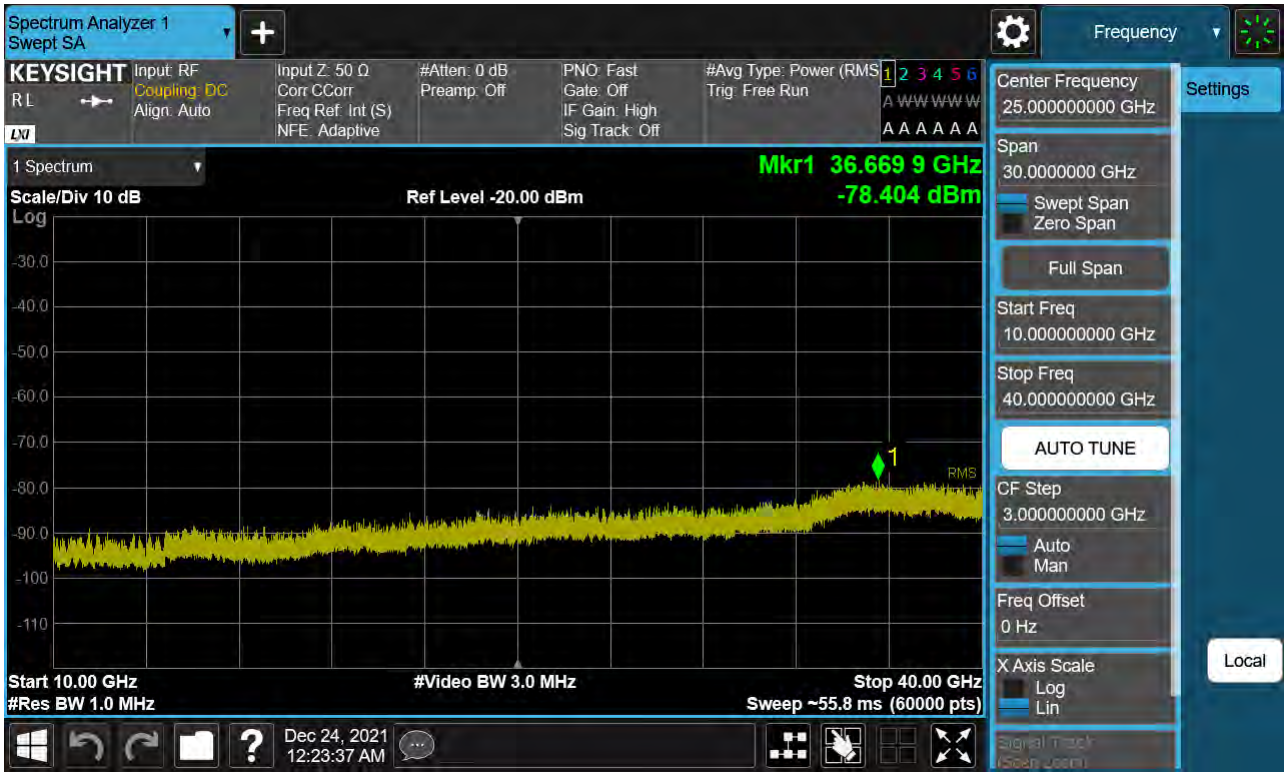 Spectrum Analyzer 1
Swept SA
Frequency
KEYSIGHT
RL
LXI
Input: RF
Coupling: DC
Align: Auto
Input Z: 50 Ω
Corr CCorr
Freq Ref: Int (S)
NFE: Adaptive
#Atten: 0 dB
Preamp: Off
PNO: Fast
Gate: Off
IF Gain: High
Sig Track: Off
#Avg Type: Power (RMS
Trig: Free Run
1 2 3 4 5 6
A W W W W W
A A A A A A
1 Spectrum
Scale/Div 10 dB
Log
Ref Level -20.00 dBm
Mkr1 36.669 9 GHz
-78.404 dBm
-30.0
-40.0
-50.0
-60.0
-70.0
-80.0
-90.0
-100
-110
1
RMS
Start 10.00 GHz
#Res BW 1.0 MHz
#Video BW 3.0 MHz
Stop 40.00 GHz
Sweep ~55.8 ms (60000 pts)
Center Frequency
25.000000000 GHz
Span
30.0000000 GHz
Swept Span
Zero Span
Full Span
Start Freq
10.000000000 GHz
Stop Freq
40.000000000 GHz
AUTO TUNE
CF Step
3.000000000 GHz
Auto
Man
Freq Offset
0 Hz
X Axis Scale
Log
Lin
Signal Track
(Span Zoom)
Settings
Local
?
Dec 24, 2021
12:23:37 AM